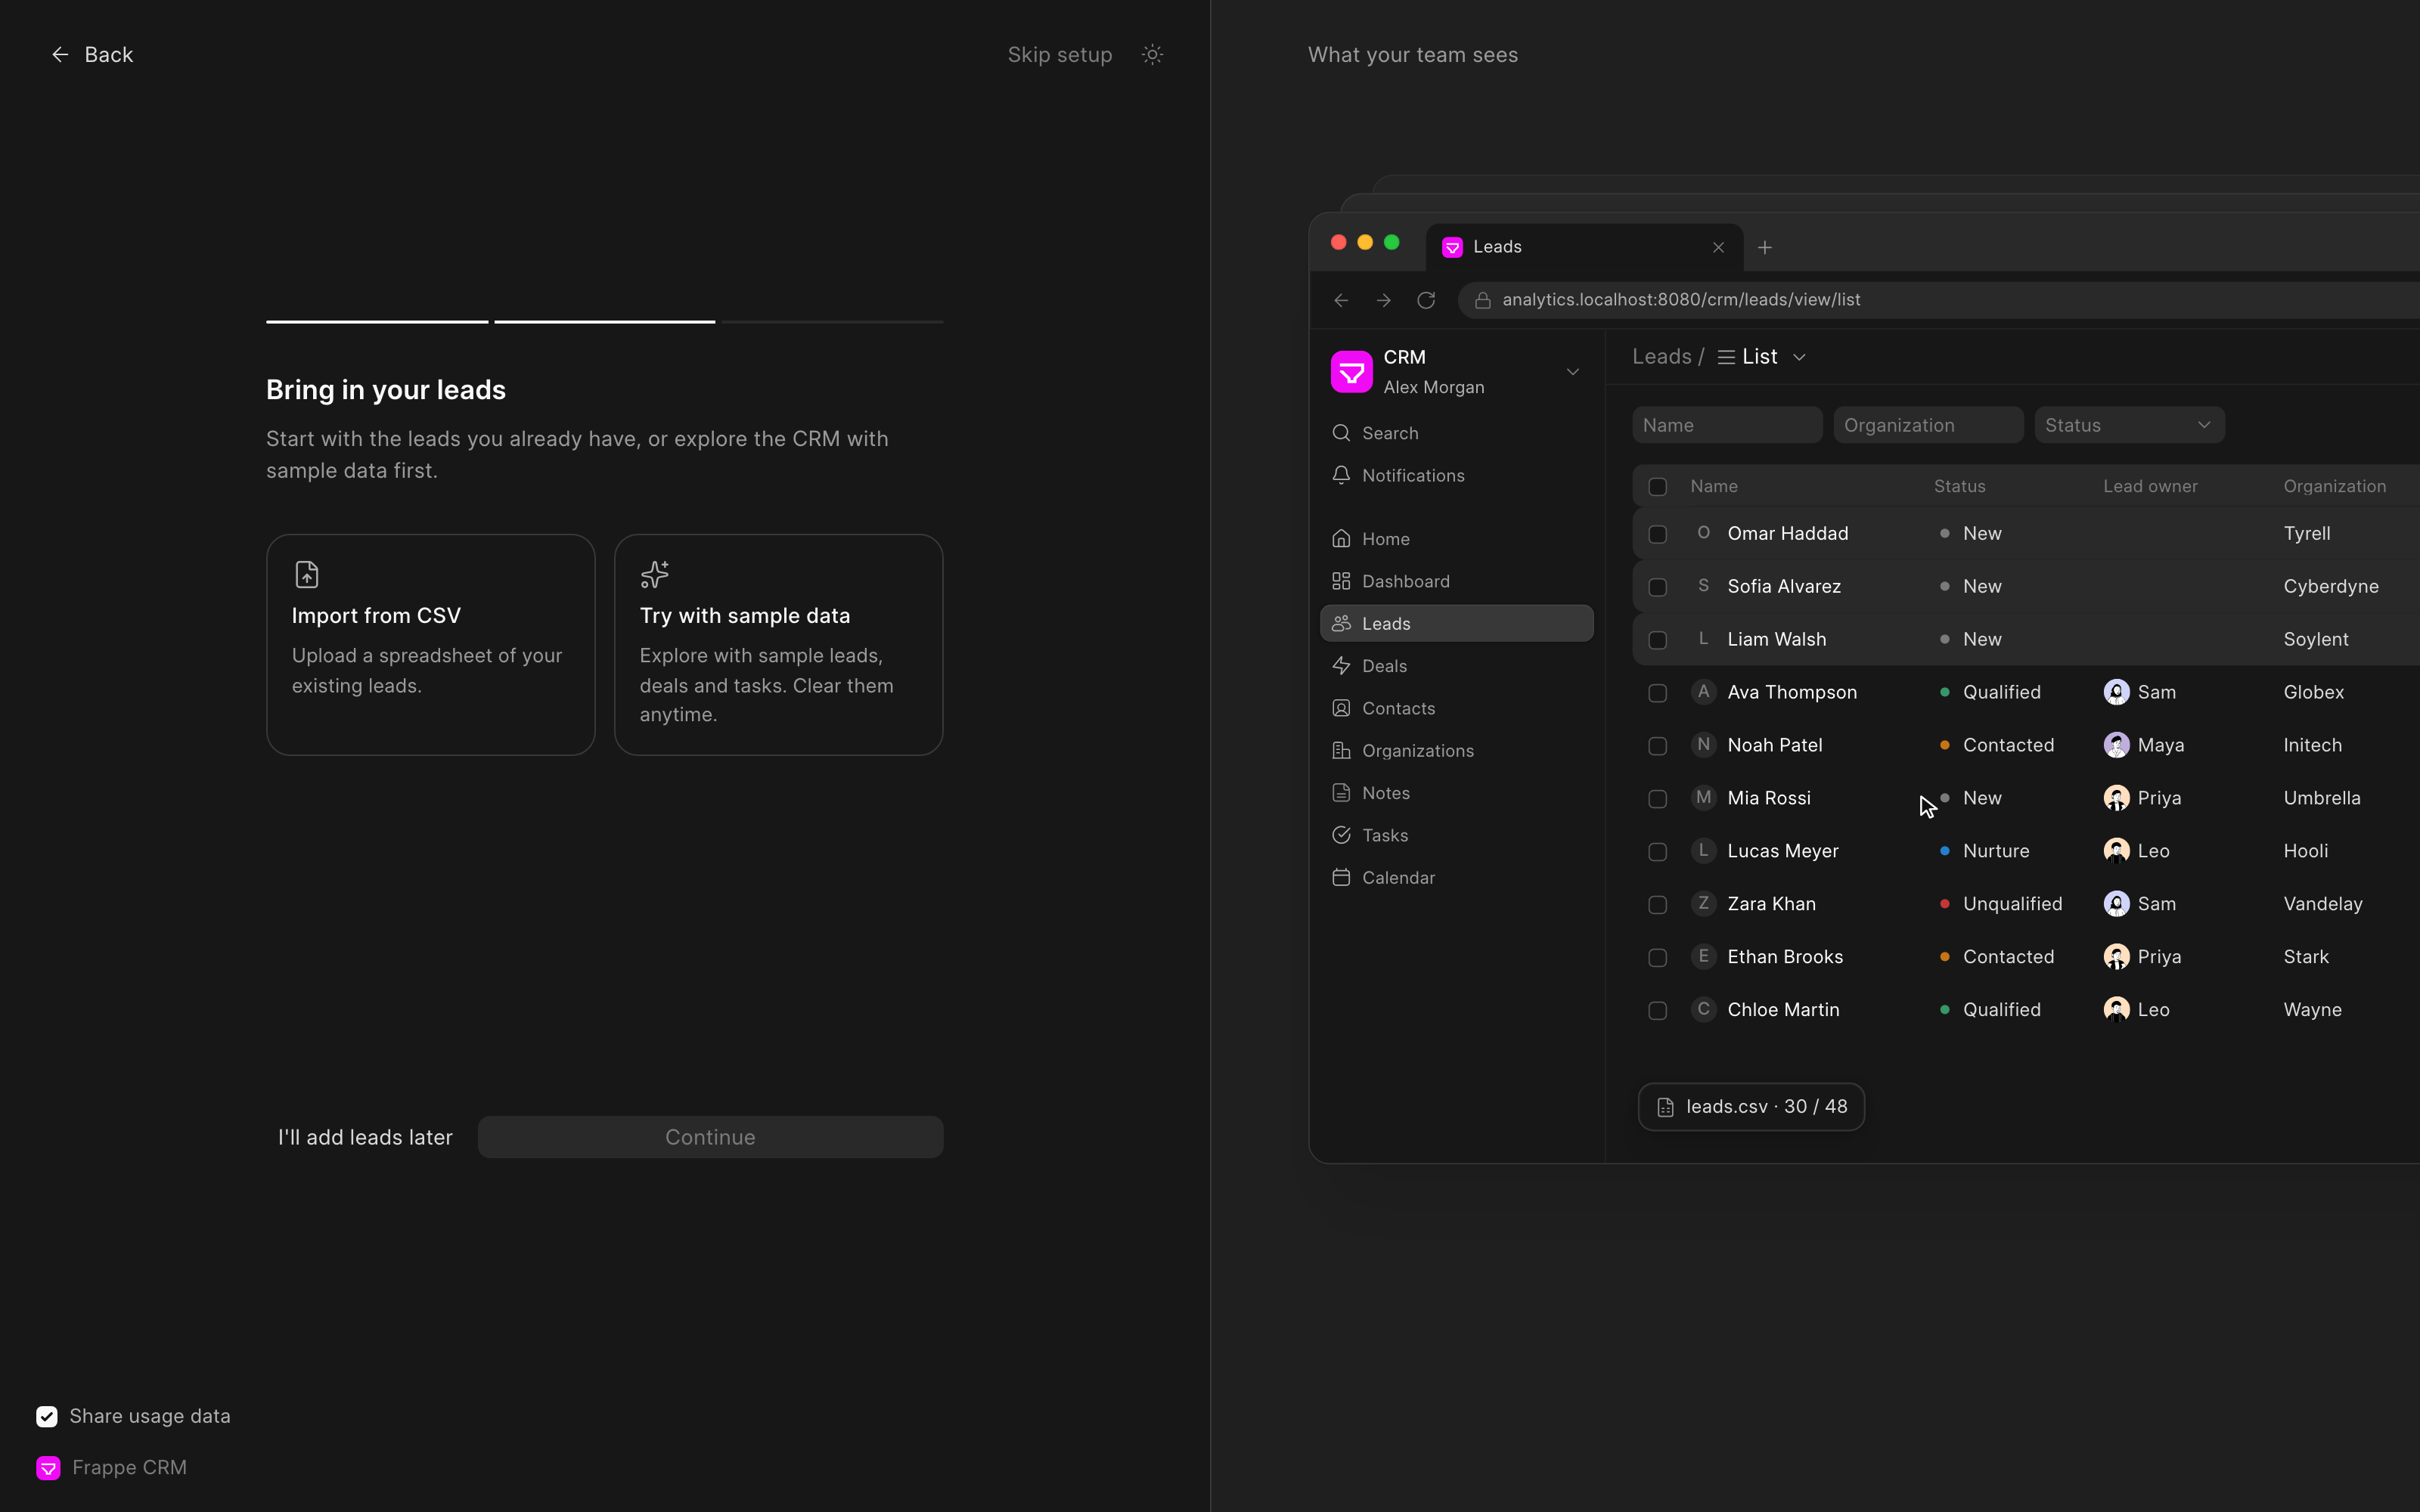 Back
Skip setup
Bring in your leads
Start with the leads you already have, or explore the CRM with
sample data first.
Import from CSV
Upload a spreadsheet of your
existing leads.
Try with sample data
Explore with sample leads,
deals and tasks. Clear them
anytime.
I'll add leads later
Continue
Share usage data
Frappe CRM
What your team sees
Leads
analytics.localhost:8080/crm/leads/view/list
CRM
Alex Morgan
Search
Notifications
Home
Dashboard
Leads
Deals
Contacts
Organizations
Notes
Tasks
Calendar
Leads / List
Name Organization Status
Name Status Lead owner Organization
O Omar Haddad New Tyrell
S Sofia Alvarez New Cyberdyne
L Liam Walsh New Soylent
A Ava Thompson Qualified Sam Globex
N Noah Patel Contacted Maya Initech
M Mia Rossi New Priya Umbrella
L Lucas Meyer Nurture Leo Hooli
Z Zara Khan Unqualified Sam Vandelay
E Ethan Brooks Contacted Priya Stark
C Chloe Martin Qualified Leo Wayne
leads.csv · 30 / 48